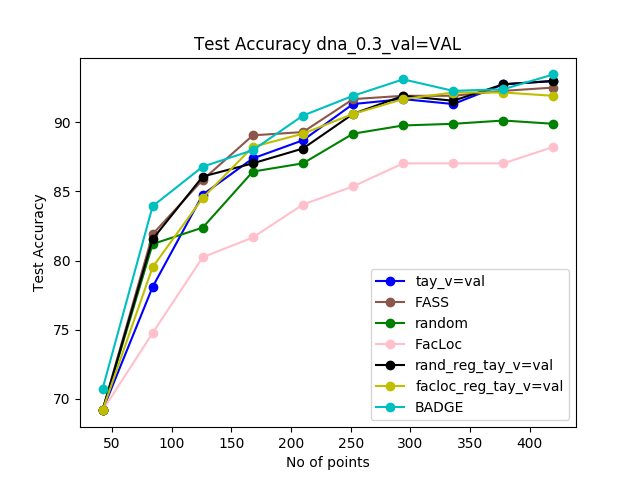 Test Accuracy dna_0.3_val=VAL
Test Accuracy
90
85
80
75
70
50
100
150
200
250
300
350
400
No of points
tay_v=val
FASS
random
FacLoc
rand_reg_tay_v=val
facloc_reg_tay_v=val
BADGE